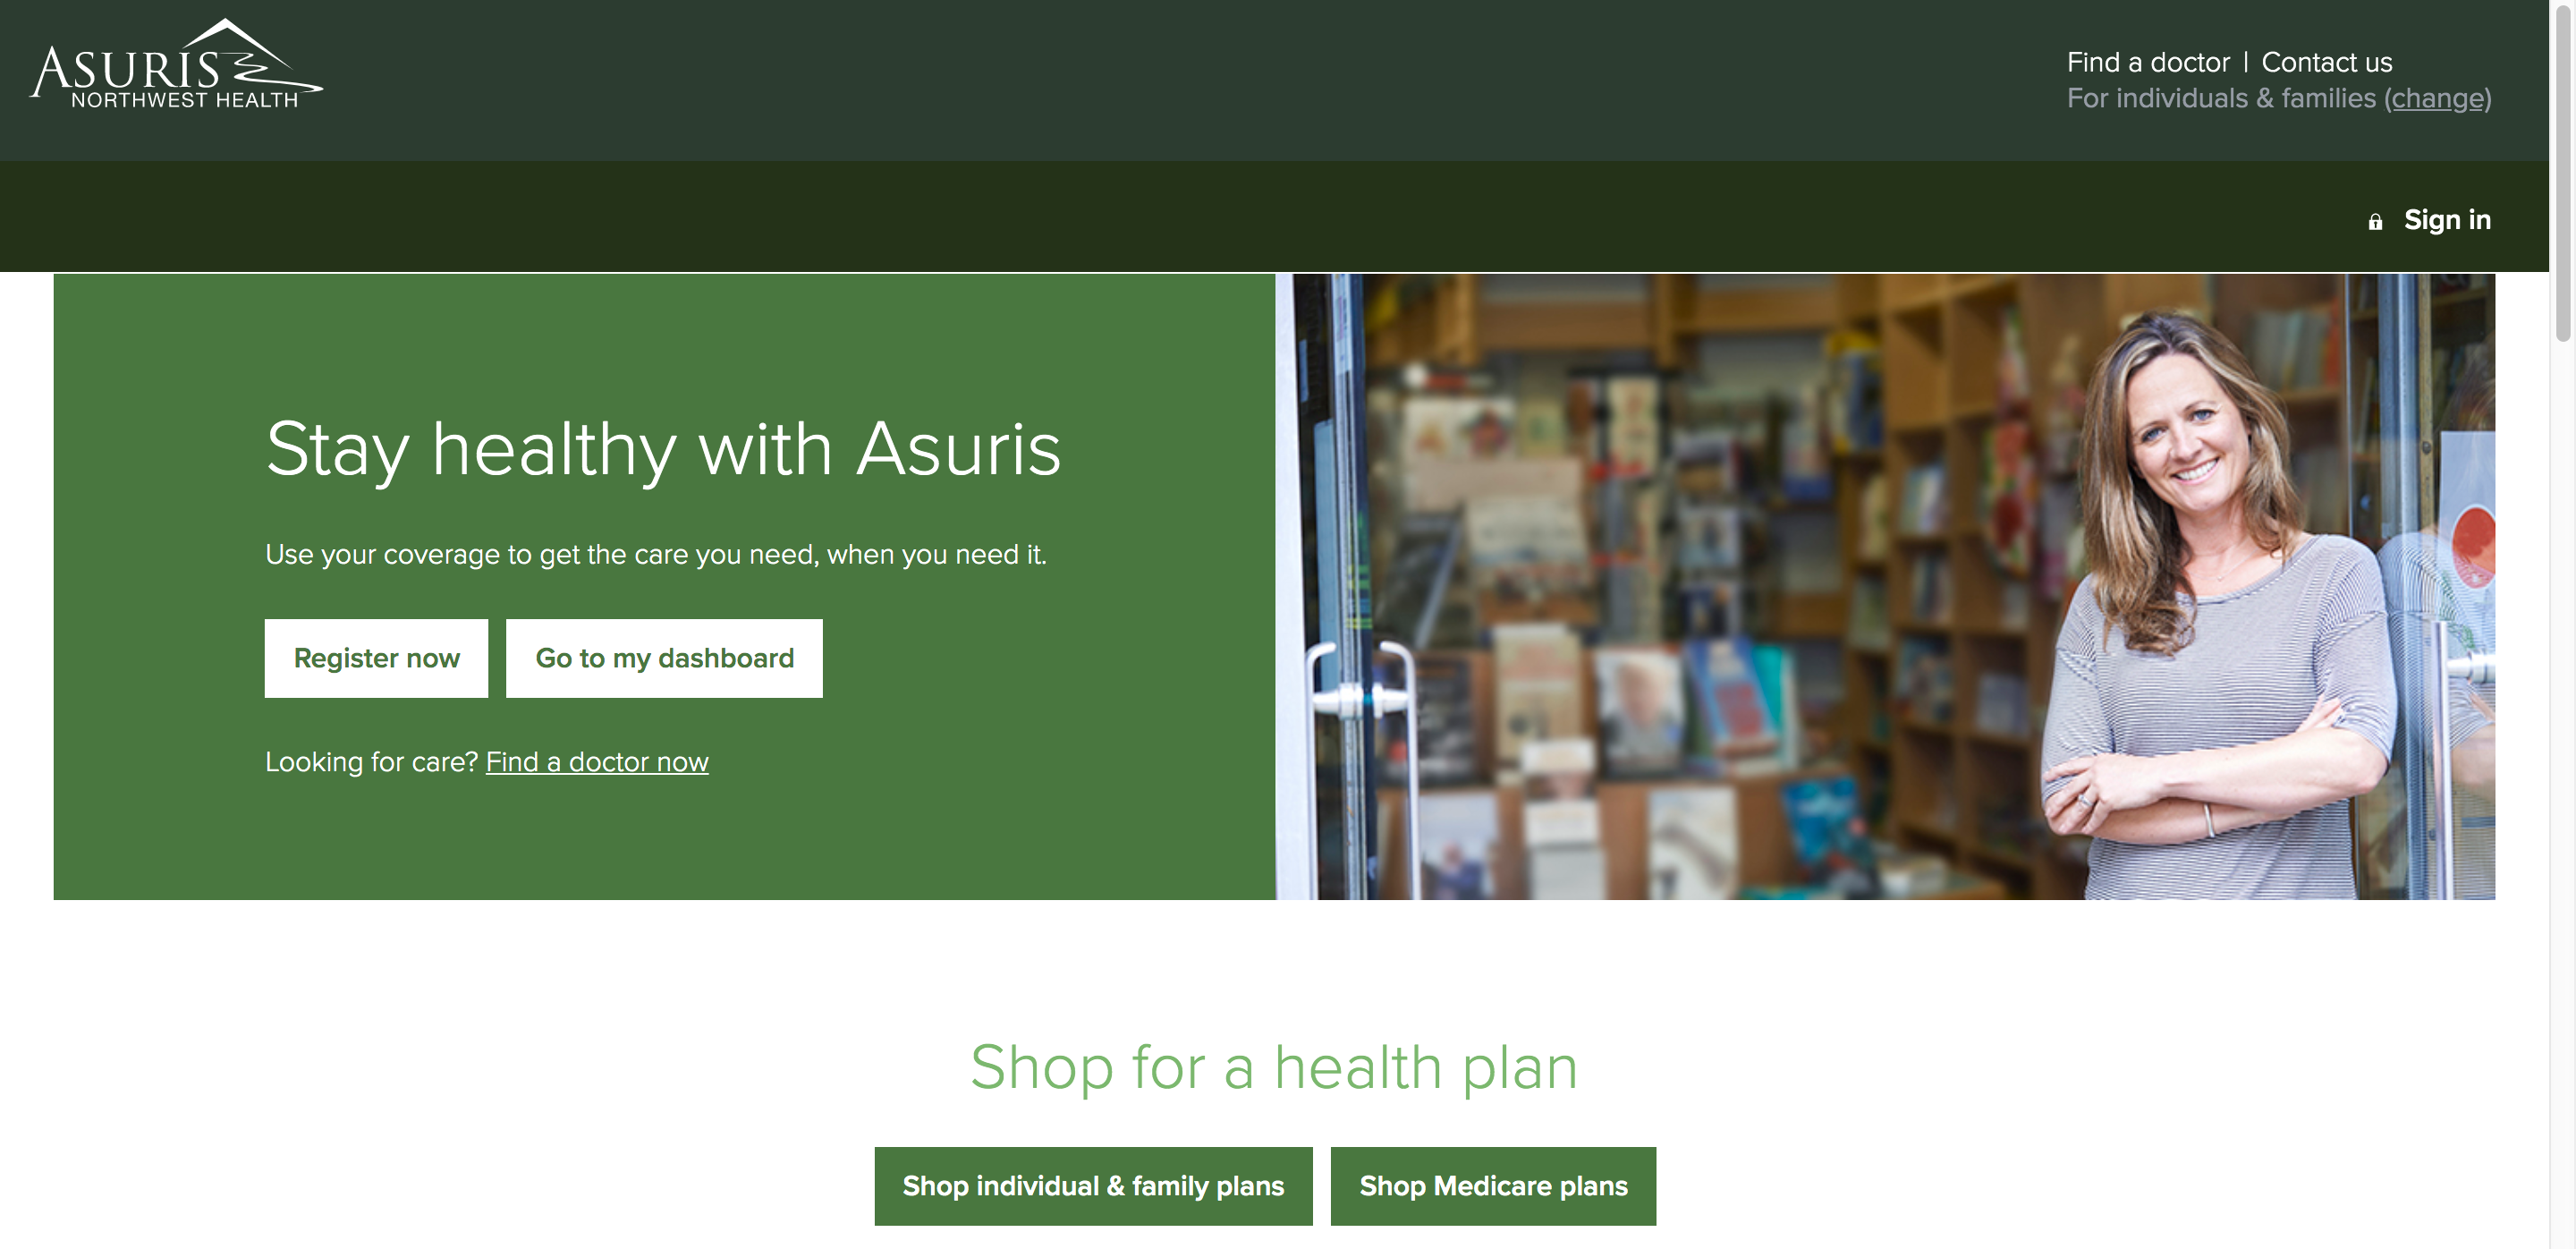 ASURIS
NORTHWEST HEALTH
Find a doctor | Contact us
For individuals & families (change)
Sign in
Stay healthy with Asuris
Use your coverage to get the care you need, when you need it.
Register now
Go to my dashboard
Looking for care? Find a doctor now
Shop for a health plan
Shop individual & family plans
Shop Medicare plans